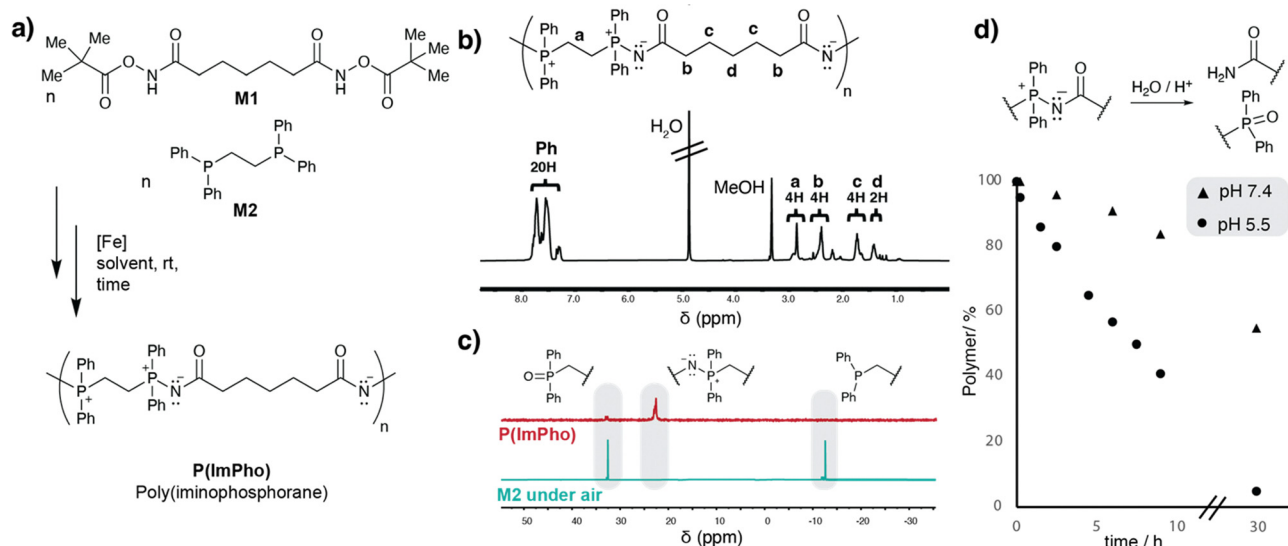 a)
Me
Me
Me
O
O
N
H
O
O
N
H
O
O
Me
Me
Me
n
M1
Ph
Ph
P
P
Ph
Ph
n
M2
[Fe]
solvent, rt,
time
Ph
P
+
Ph
Ph
+
P
Ph
−
N
O
O
−
N
n
P(ImPho)
Poly(iminophosphorane)
b)
Ph
P
+
Ph
a
Ph
+
P
Ph
−
N
O
b
c
d
c
b
O
−
N
n
H2O
Ph
20H
MeOH
a b c d
4H 4H 4H 2H
8.0 7.0 6.0 5.0 4.0 3.0 2.0 1.0
δ (ppm)
c)
Ph
O=P
Ph
−
N
Ph
P
+
Ph
Ph
P
Ph
P(ImPho)
M2 under air
50 40 30 20 10 0 -10 -20 -30
δ (ppm)
d)
Ph
+
P
Ph
−
N
O
H2O / H+
H2N
O
Ph
P=O
Ph
pH 7.4
pH 5.5
100
80
60
40
20
0
Polymer/ %
0 5 10 30
time / h